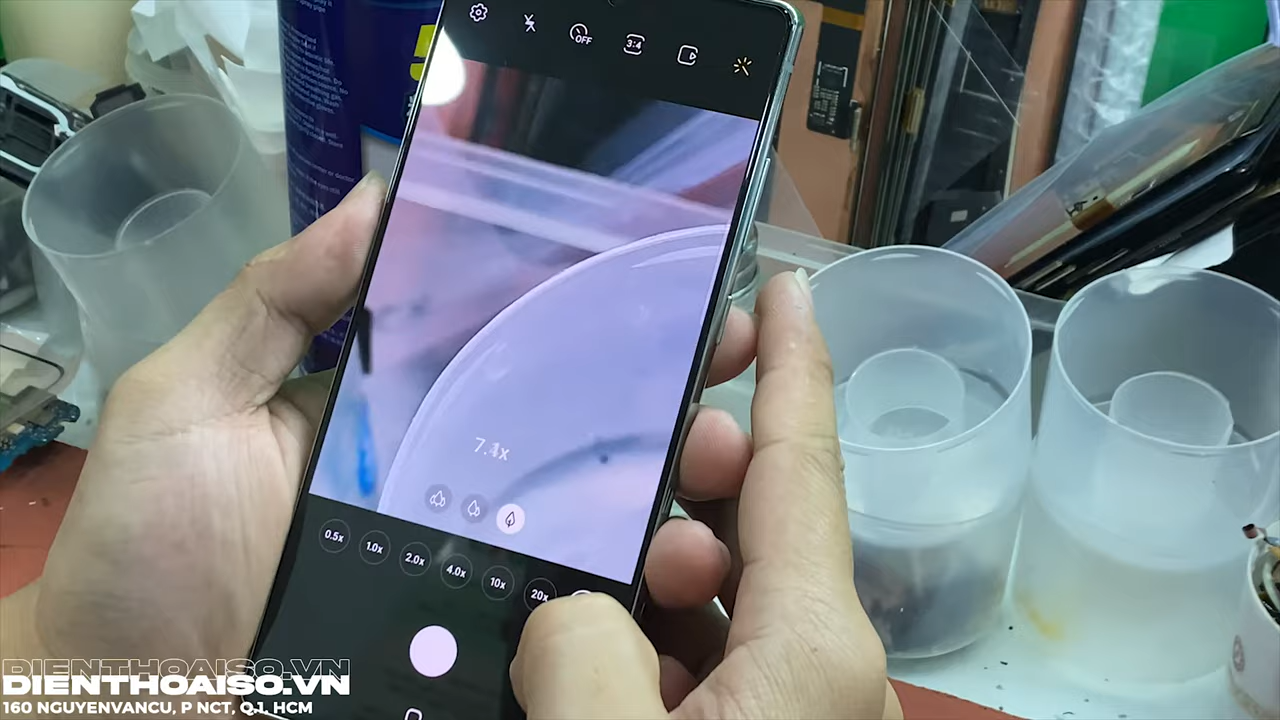 OFF
3:4
7.1x
0.5x
1.0x
2.0x
4.0x
10x
20x
DIENTHOAISO.VN
DIENTHOAISO.VN
160 NGUYENVANCU, P NCT, Q.1, HCM